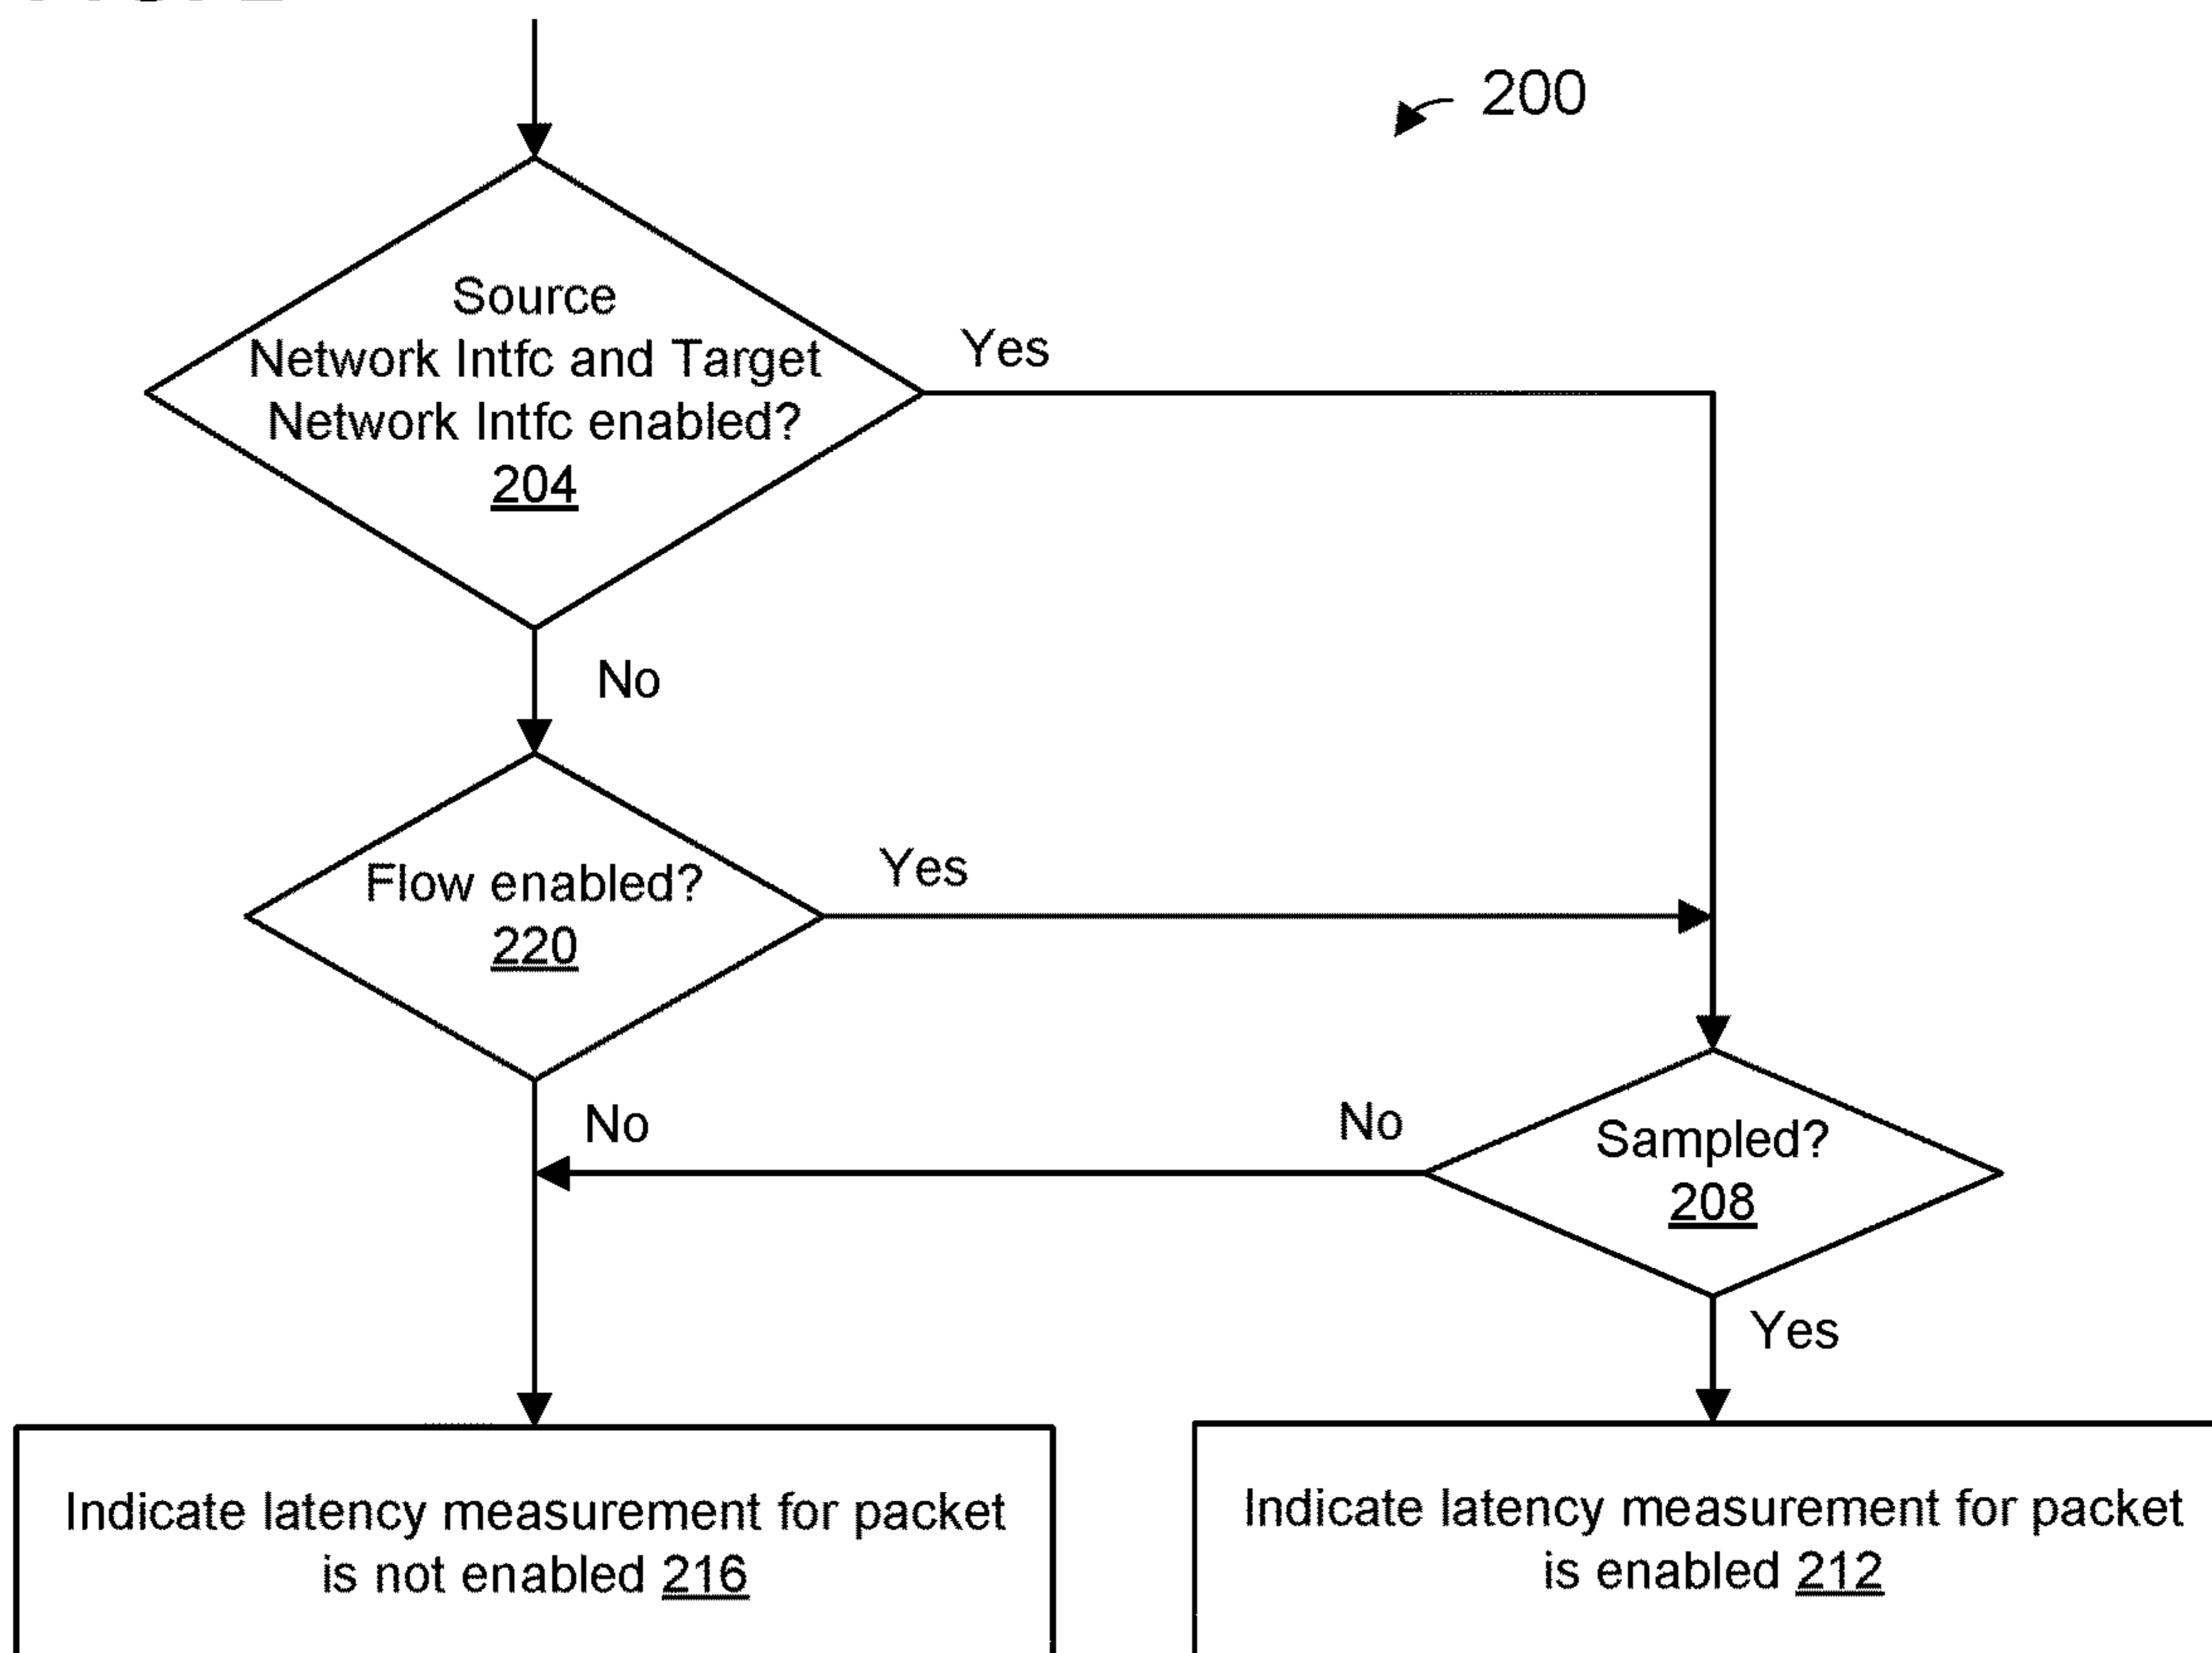 200
Source
Network Intfc and Target
Network Intfc enabled?
204
Yes
No
Flow enabled?
220
Yes
No
No
Sampled?
208
Yes
Indicate latency measurement for packet
is not enabled 216
Indicate latency measurement for packet
is enabled 212